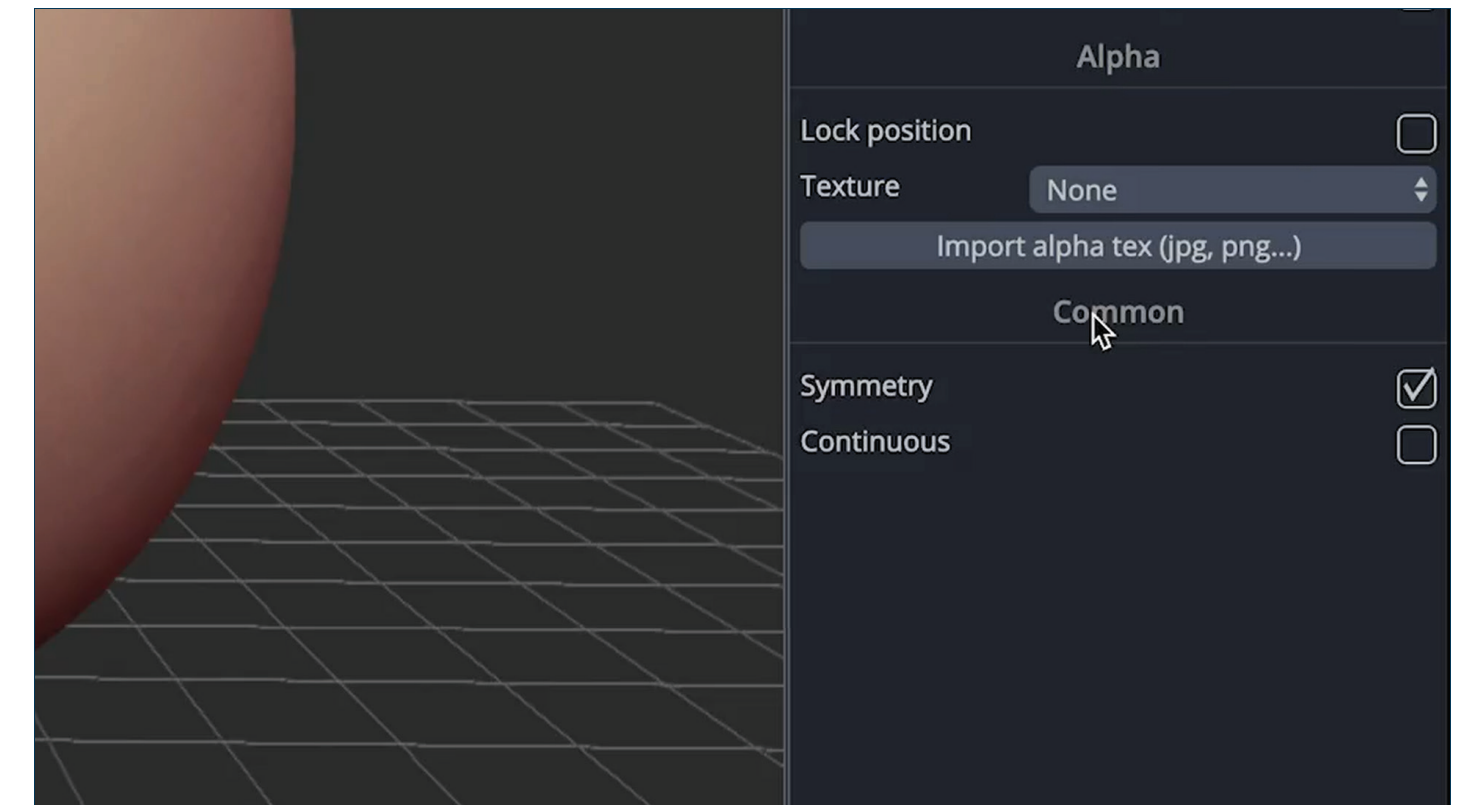 Alpha
Lock position
Texture None
Import alpha tex (jpg, png...)
Common
Symmetry
Continuous